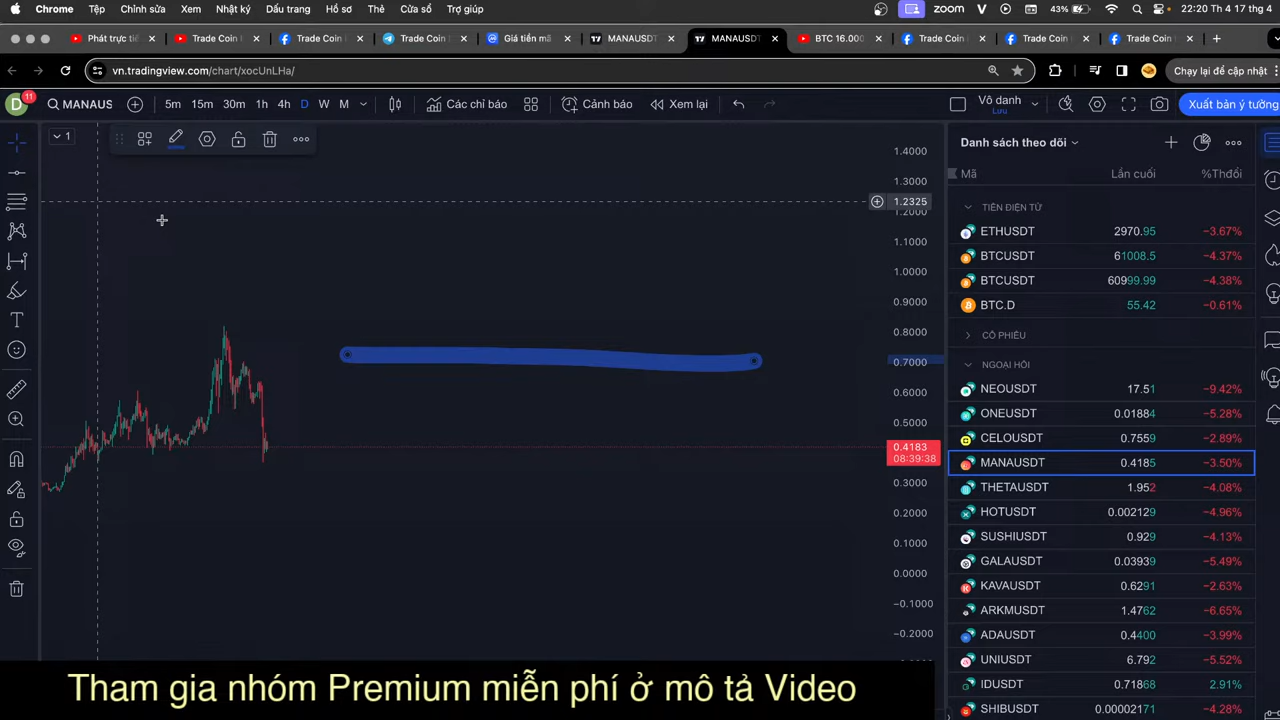 Chrome Tệp Chỉnh sửa Xem Nhật ký Dấu trang Hồ sơ Thẻ Cửa sổ Trợ giúp zoom 43% 22:20 Th 4 17 thg 4
Phát trực tiế Trade Coin Trade Coin Trade Coin Giá tiền mã MANAUSD MANAUSDT BTC 16.000 Trade Coin Trade Coin Trade Coin
vn.tradingview.com/chart/xocUnLHa/ Chạy lại để cập nhật
D 11 MANAUS 5m 15m 30m 1h 4h D W M Các chỉ báo Cảnh báo Xem lại Vô danh Xuất bản ý tưởng
Lưu
1
Danh sách theo dõi
Mã Lần cuối %Thđổi
TIỀN ĐIỆN TỬ
ETHUSDT 2970.95 −3.67%
BTCUSDT 61008.5 −4.37%
BTCUSDT 60999.99 −4.38%
BTC.D 55.42 −0.61%
CỔ PHIẾU
NGOẠI HỐI
NEOUSDT 17.51 −9.42%
ONEUSDT 0.01884 −5.28%
CELOUSDT 0.7559 −2.89%
MANAUSDT 0.4185 −3.50%
THETAUSDT 1.952 −4.08%
HOTUSDT 0.002129 −4.96%
SUSHIUSDT 0.929 −4.13%
GALAUSDT 0.03939 −5.49%
KAVAUSDT 0.6291 −2.63%
ARKMUSDT 1.4762 −6.65%
ADAUSDT 0.4400 −3.99%
UNIUSDT 6.792 −5.52%
IDUSDT 0.71868 2.91%
SHIBUSDT 0.00002171 −4.28%
1.4000
1.3000
1.2325
1.2000
1.1000
1.0000
0.9000
0.8000
0.7000
0.6000
0.5000
0.4183
08:39:38
0.3000
0.2000
0.1000
0.0000
−0.1000
−0.2000
Tham gia nhóm Premium miễn phí ở mô tả Video